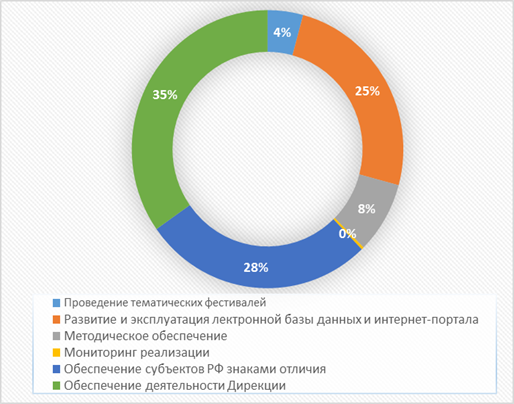 4%
25%
35%
8%
0%
28%
Проведение тематических фестивалей
Развитие и эксплуатация лектронной базы данных и интернет-портала
Методическое обеспечение
Мониторинг реализации
Обеспечение субъектов РФ знаками отличия
Обеспечение деятельности Дирекции